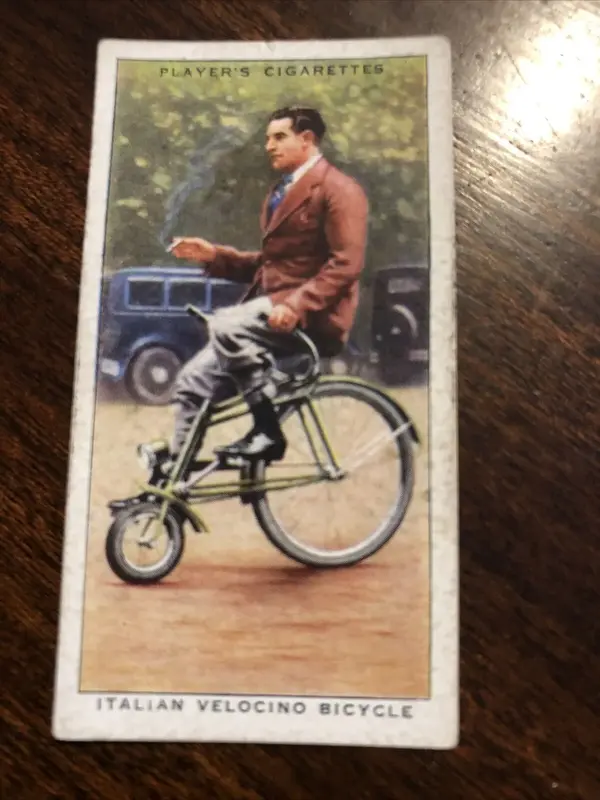 PLAYER'S CIGARETTES
ITALIAN VELOCINO BICYCLE